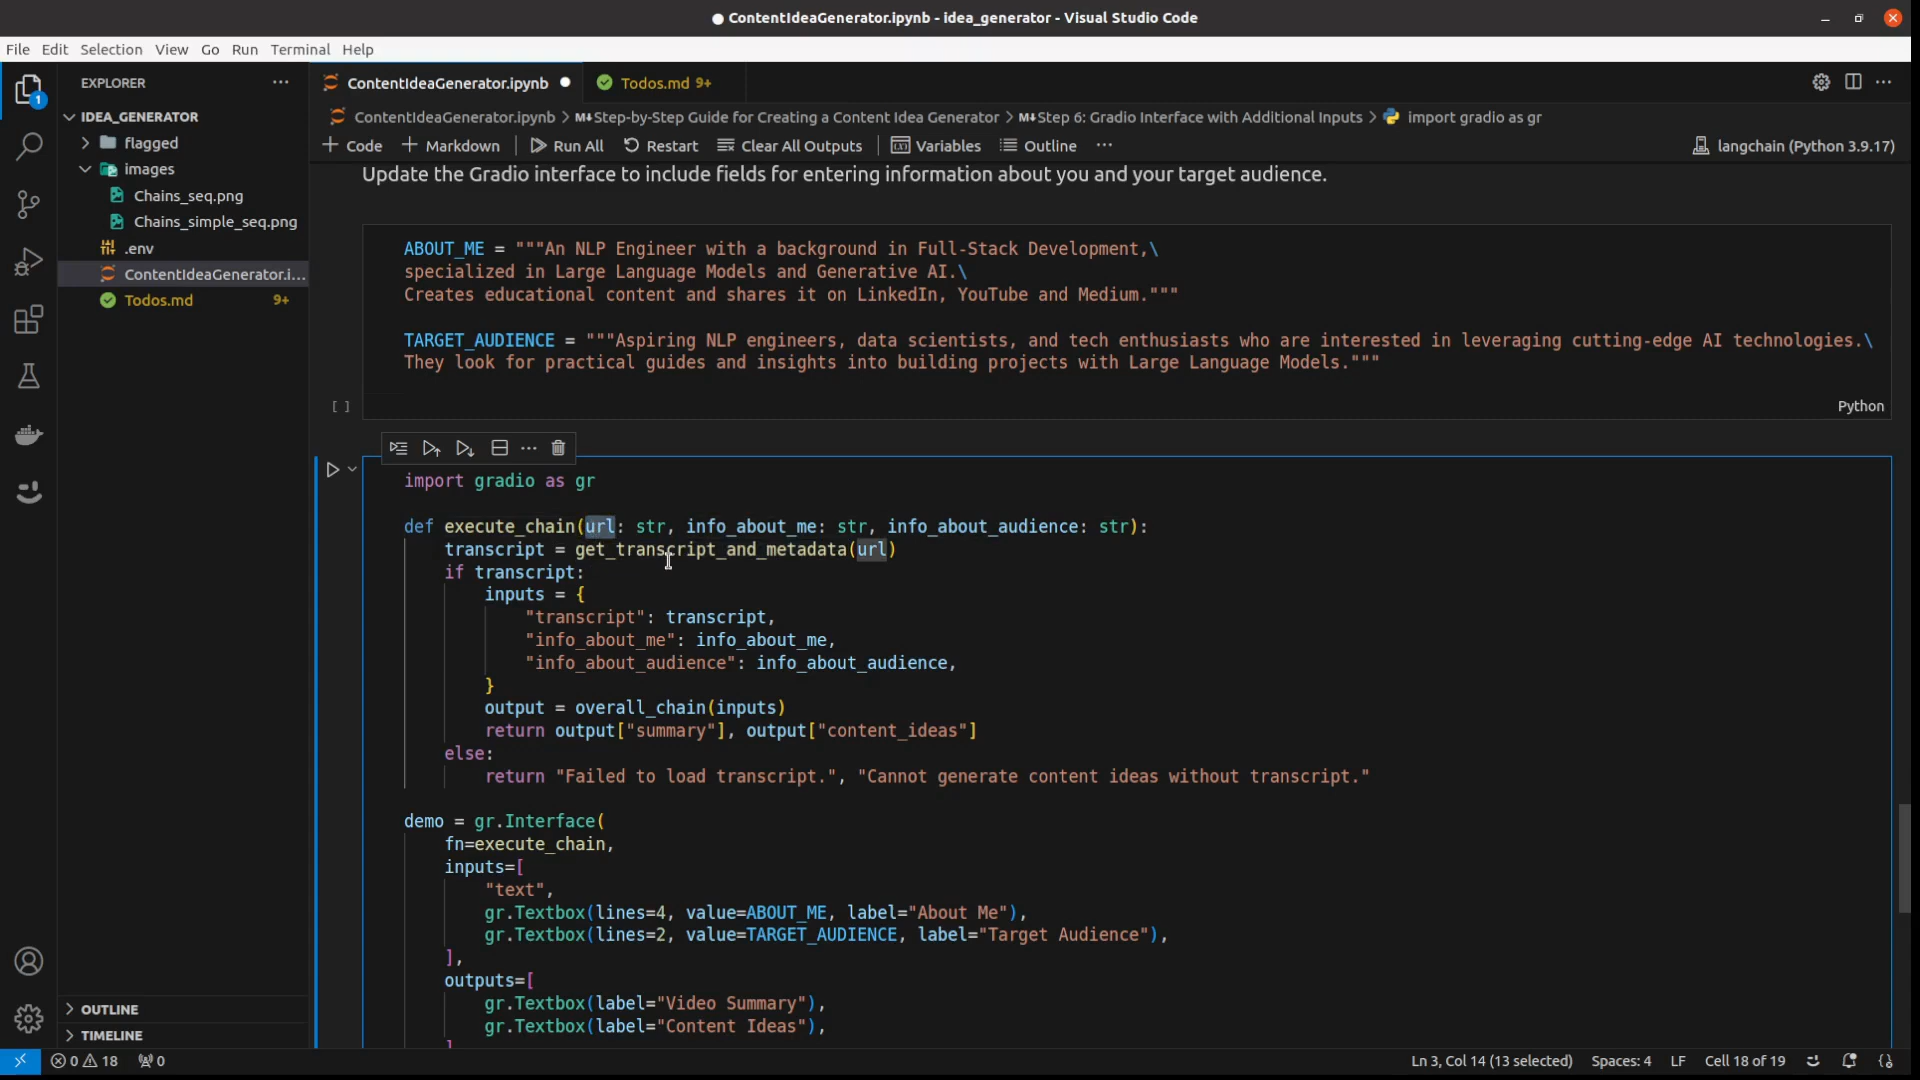 ContentIdeaGenerator.ipynb - idea_generator - Visual Studio Code
File Edit Selection View Go Run Terminal Help
EXPLORER
IDEA_GENERATOR
flagged
images
Chains_seq.png
Chains_simple_seq.png
.env
ContentIdeaGenerator.i...
Todos.md 9+
OUTLINE
TIMELINE
1
ContentIdeaGenerator.ipynb
Todos.md 9+
ContentIdeaGenerator.ipynb > M↓Step-by-Step Guide for Creating a Content Idea Generator > M↓Step 6: Gradio Interface with Additional Inputs > import gradio as gr
+ Code + Markdown Run All Restart Clear All Outputs Variables Outline ... langchain (Python 3.9.17)
Update the Gradio interface to include fields for entering information about you and your target audience.
ABOUT_ME = """An NLP Engineer with a background in Full-Stack Development,\
specialized in Large Language Models and Generative AI.\
Creates educational content and shares it on LinkedIn, YouTube and Medium."""
TARGET_AUDIENCE = """Aspiring NLP engineers, data scientists, and tech enthusiasts who are interested in leveraging cutting-edge AI technologies.\
They look for practical guides and insights into building projects with Large Language Models."""
[ ] Python
import gradio as gr
def execute_chain(url: str, info_about_me: str, info_about_audience: str):
transcript = get_transcript_and_metadata(url)
if transcript:
inputs = {
"transcript": transcript,
"info_about_me": info_about_me,
"info_about_audience": info_about_audience,
}
output = overall_chain(inputs)
return output["summary"], output["content_ideas"]
else:
return "Failed to load transcript.", "Cannot generate content ideas without transcript."
demo = gr.Interface(
fn=execute_chain,
inputs=[
"text",
gr.Textbox(lines=4, value=ABOUT_ME, label="About Me"),
gr.Textbox(lines=2, value=TARGET_AUDIENCE, label="Target Audience"),
],
outputs=[
gr.Textbox(label="Video Summary"),
gr.Textbox(label="Content Ideas"),
]
0 18 0 Ln 3, Col 14 (13 selected) Spaces: 4 LF Cell 18 of 19